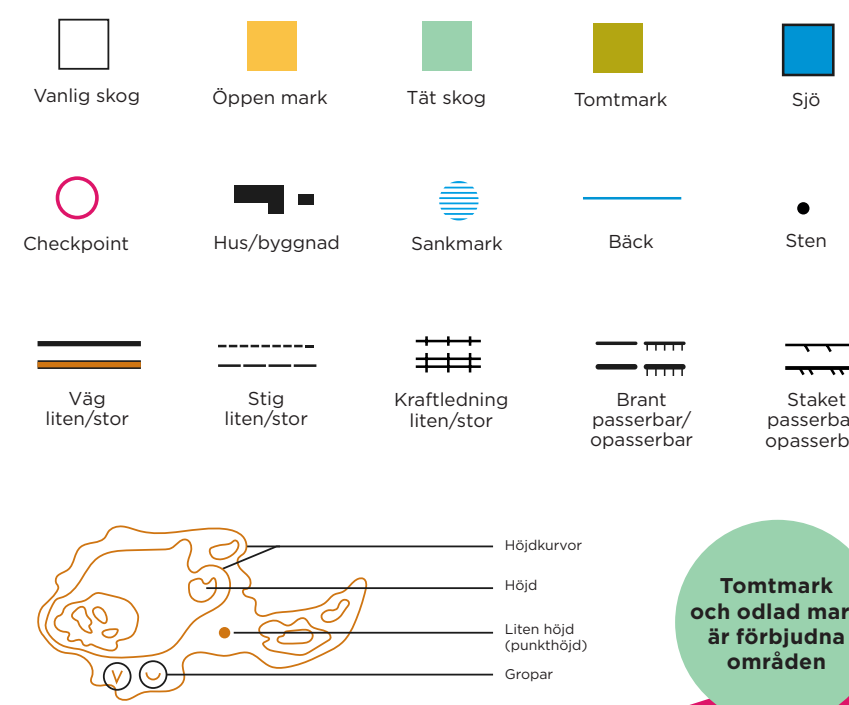 Vanlig skog
Öppen mark
Tät skog
Tomtmark
Sjö
Checkpoint
Hus/byggnad
Sankmark
Bäck
Sten
Väg
liten/stor
Stig
liten/stor
Kraftledning
liten/stor
Brant
passerbar/
opasserbar
Staket
Höjdkurvor
Höjd
Liten höjd
(punkthöjd)
Gropar
Tomtmark
och odlad
är förbjudna
områden